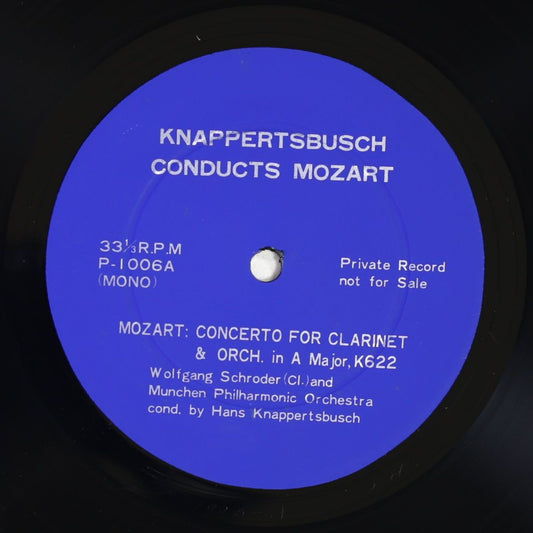 KNAPPERTSBUSCH
CONDUCTS MOZART
33⅓ R.P.M
P-1006A
(MONO)
Private Record
not for Sale
MOZART: CONCERTO FOR CLARINET
& ORCH. in A Major, K622
Wolfgang Schroder (Cl.) and
Munchen Philharmonic Orchestra
cond. by Hans Knappertsbusch